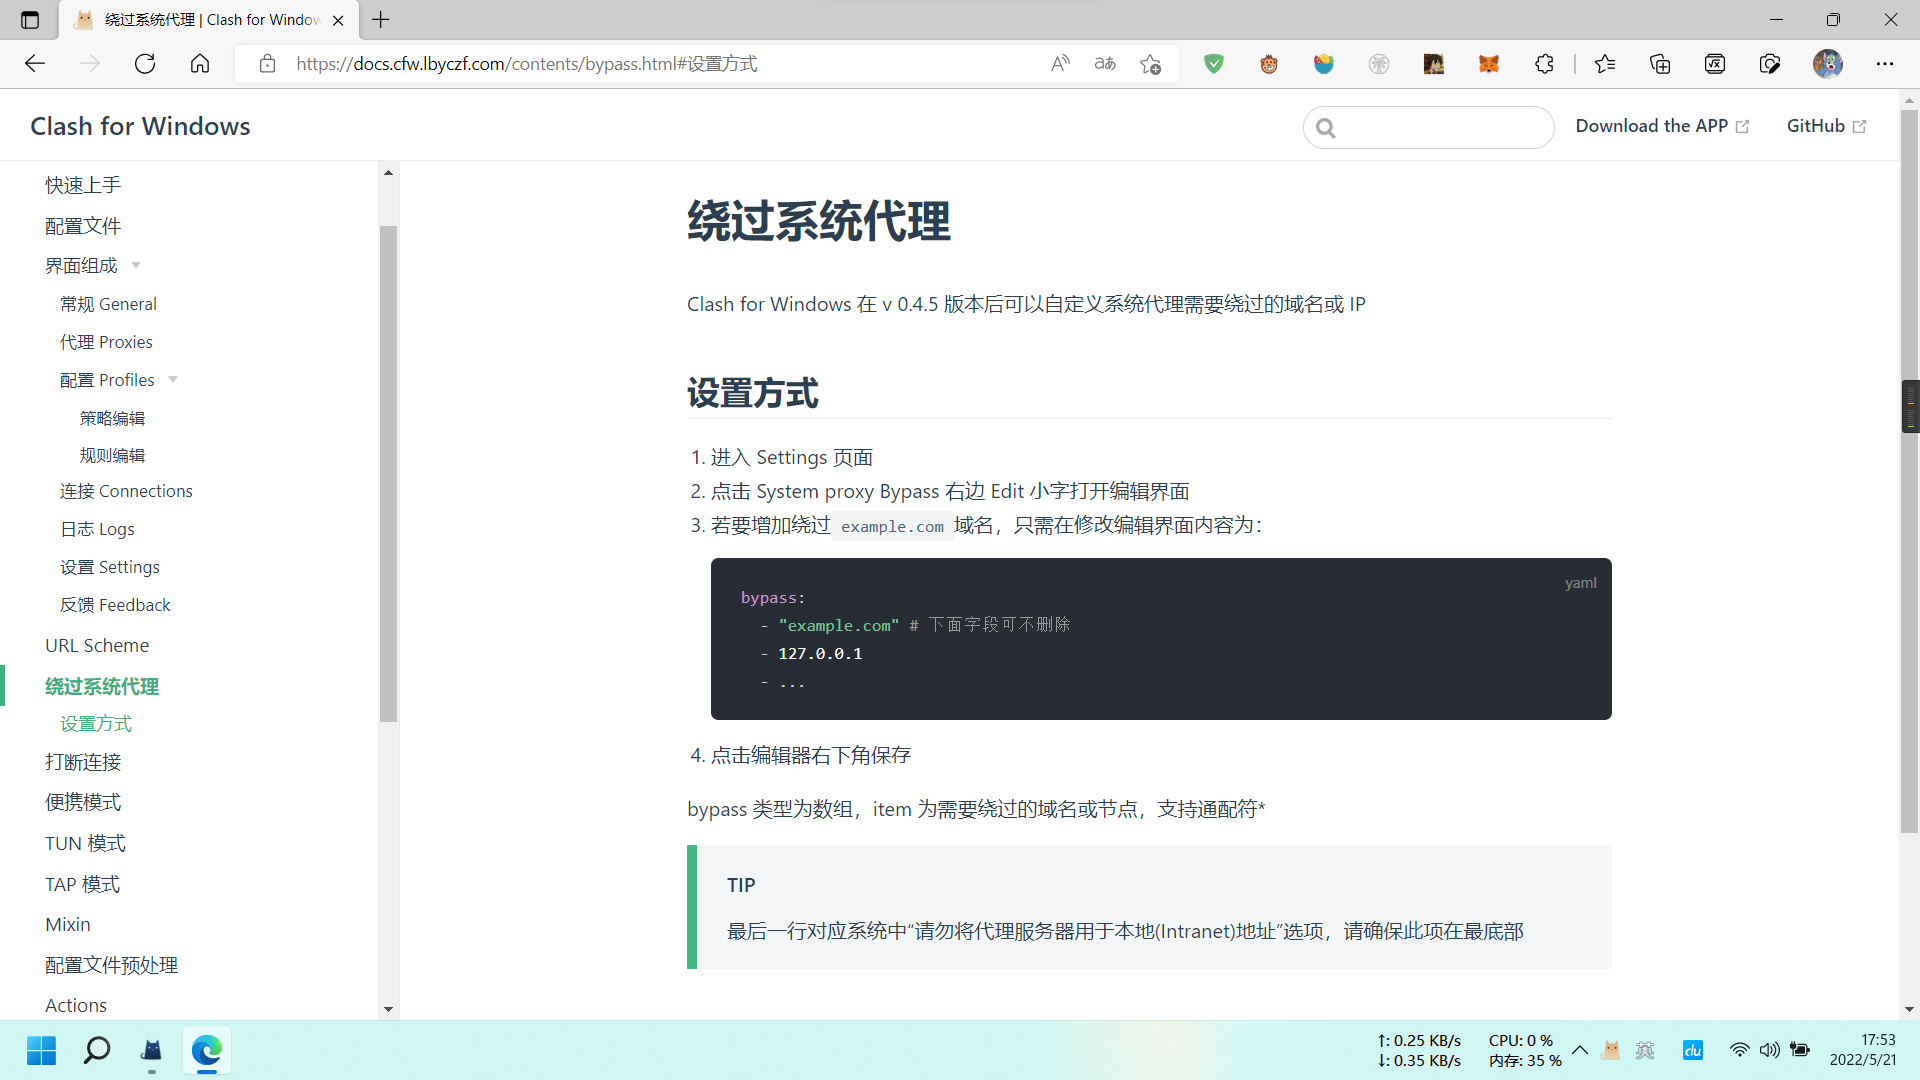 绕过系统代理 | Clash for Window
https://docs.cfw.lbyczf.com/contents/bypass.html#设置方式
Clash for Windows
Download the APP
GitHub
快速上手
配置文件
界面组成
常规 General
代理 Proxies
配置 Profiles
策略编辑
规则编辑
连接 Connections
日志 Logs
设置 Settings
反馈 Feedback
URL Scheme
绕过系统代理
设置方式
打断连接
便携模式
TUN 模式
TAP 模式
Mixin
配置文件预处理
Actions
绕过系统代理
Clash for Windows 在 v 0.4.5 版本后可以自定义系统代理需要绕过的域名或 IP
设置方式
1. 进入 Settings 页面
2. 点击 System proxy Bypass 右边 Edit 小字打开编辑界面
3. 若要增加绕过 example.com 域名，只需在修改编辑界面内容为：
yaml
bypass:
- "example.com" # 下面字段可不删除
- 127.0.0.1
- ...
4. 点击编辑器右下角保存
bypass 类型为数组，item 为需要绕过的域名或节点，支持通配符*
TIP
最后一行对应系统中“请勿将代理服务器用于本地(Intranet)地址”选项，请确保此项在最底部
↑: 0.25 KB/s
↓: 0.35 KB/s
CPU: 0 %
内存: 35 %
英
du
17:53
2022/5/21